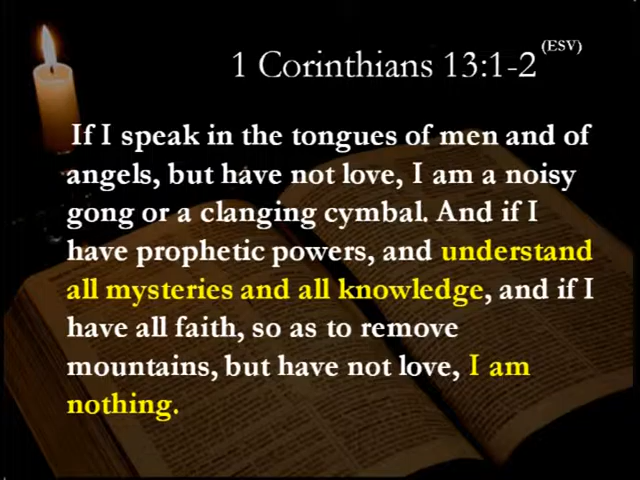 1 Corinthians 13:1-2 (ESV)
If I speak in the tongues of men and of
angels, but have not love, I am a noisy
gong or a clanging cymbal. And if I
have prophetic powers, and understand
all mysteries and all knowledge, and if I
have all faith, so as to remove
mountains, but have not love, I am
nothing.